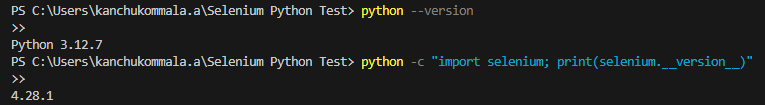 PS C:\Users\kanchukommala.a\Selenium Python Test> python --version
>>
Python 3.12.7
PS C:\Users\kanchukommala.a\Selenium Python Test> python -c "import selenium; print(selenium.__version__)"
>>
4.28.1